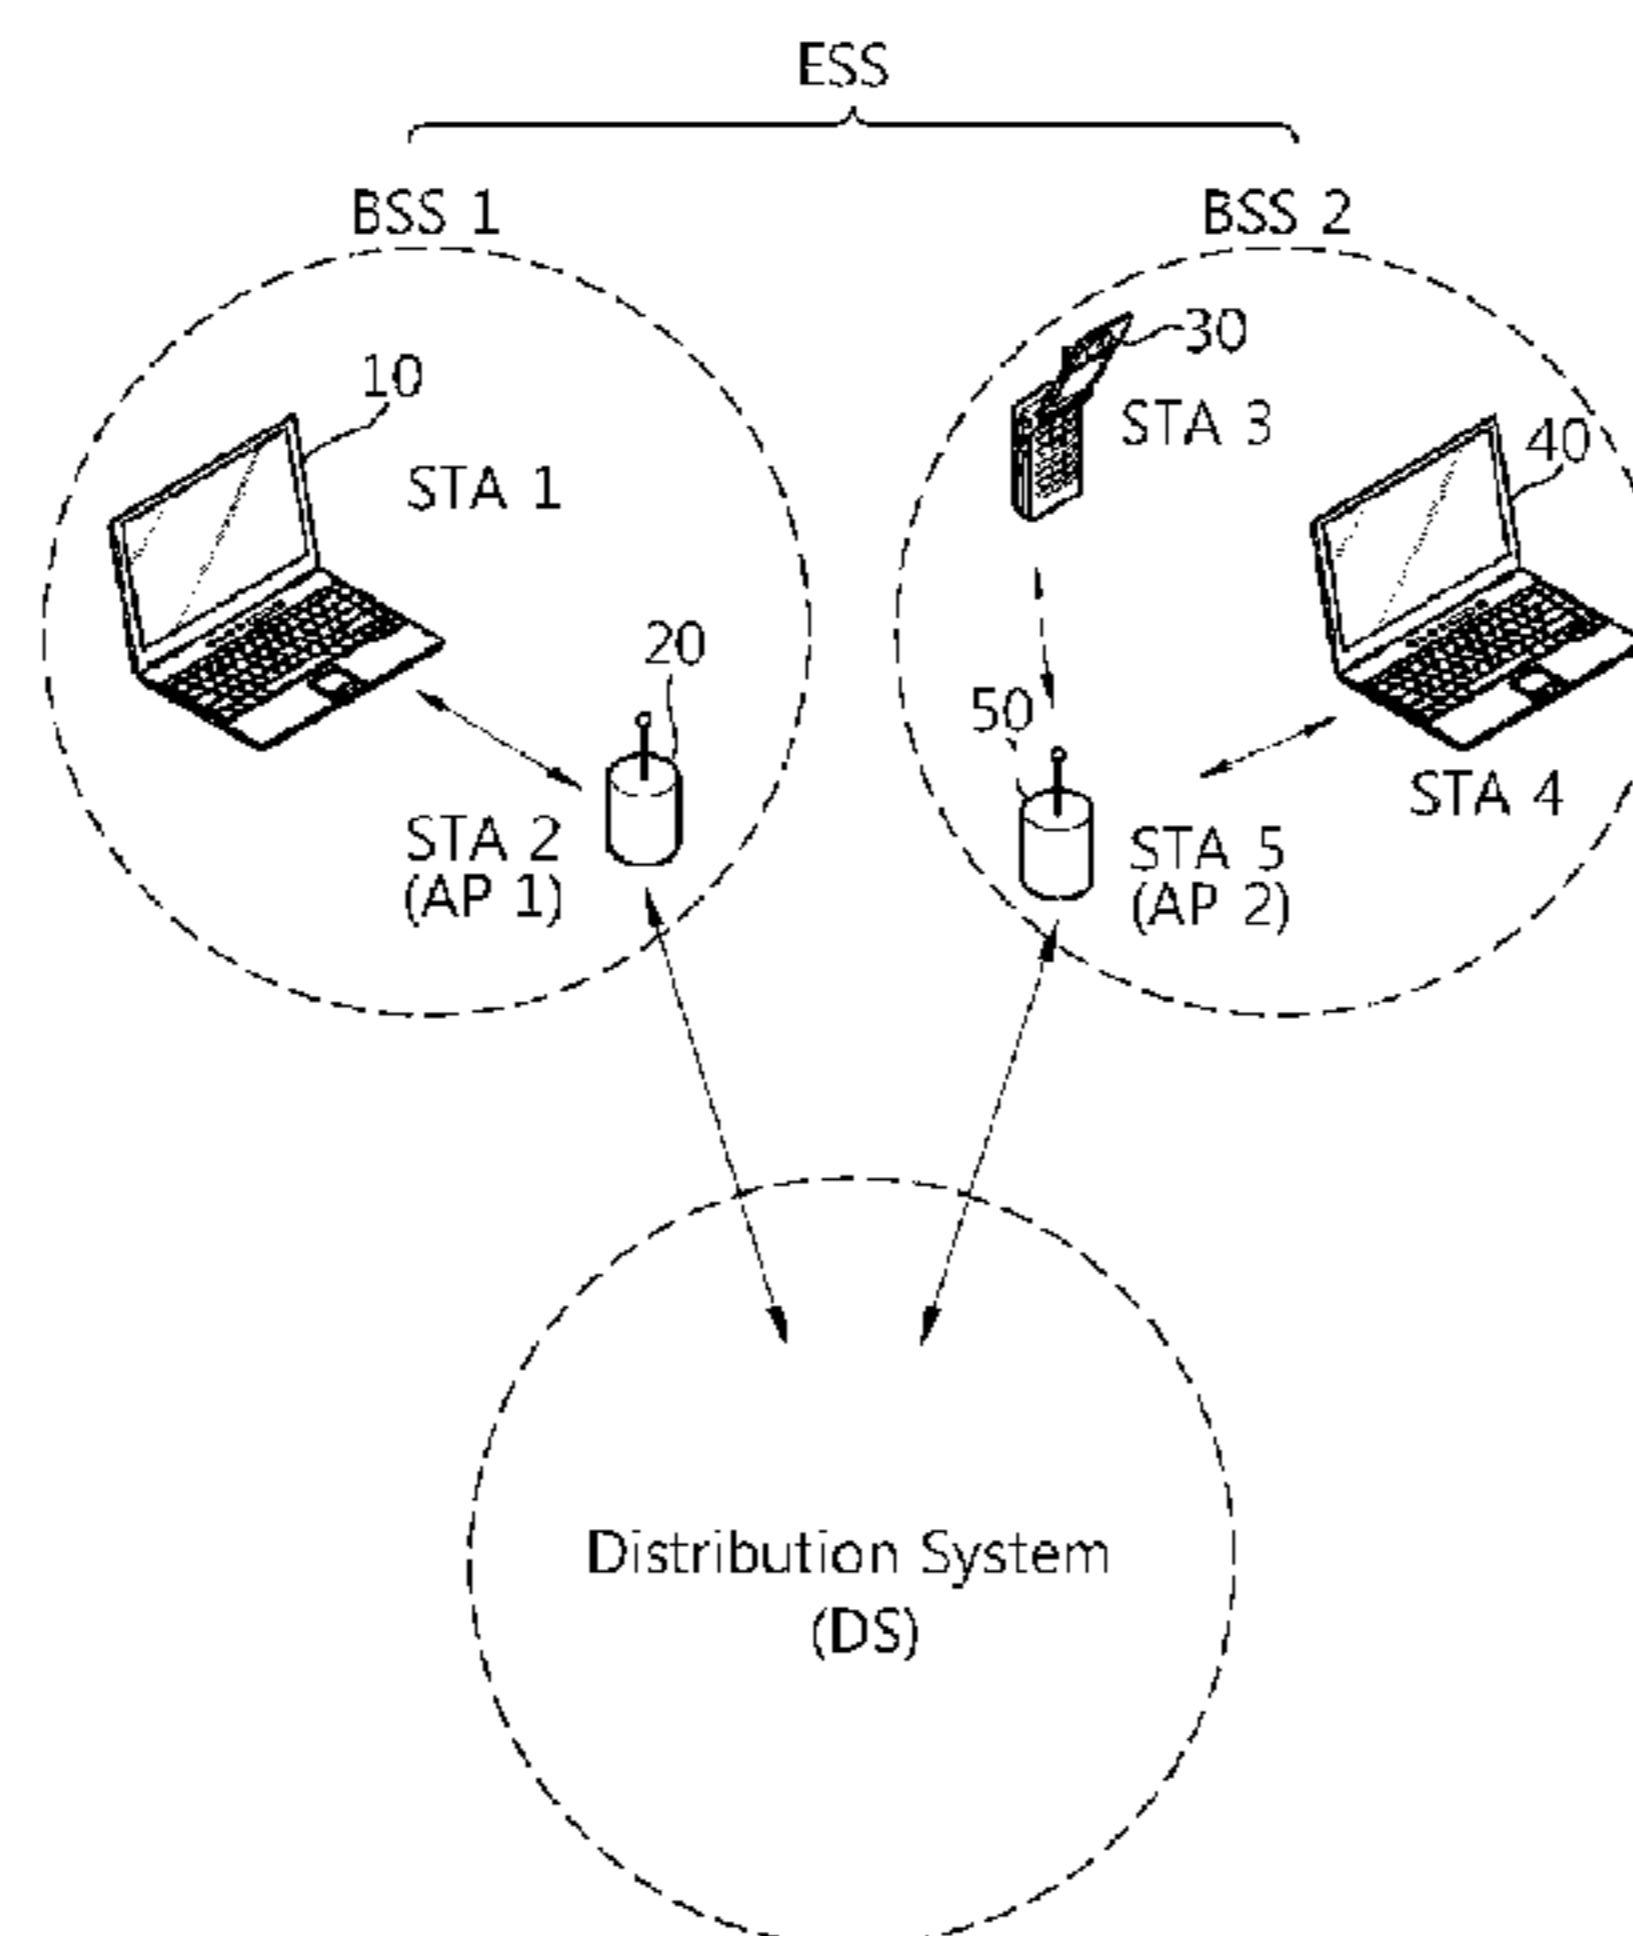 ESS
BSS 1
BSS 2
10
STA 1
30
STA 3
40
20
50
STA 4
STA 2
(AP 1)
STA 5
(AP 2)
Distribution System
(DS)